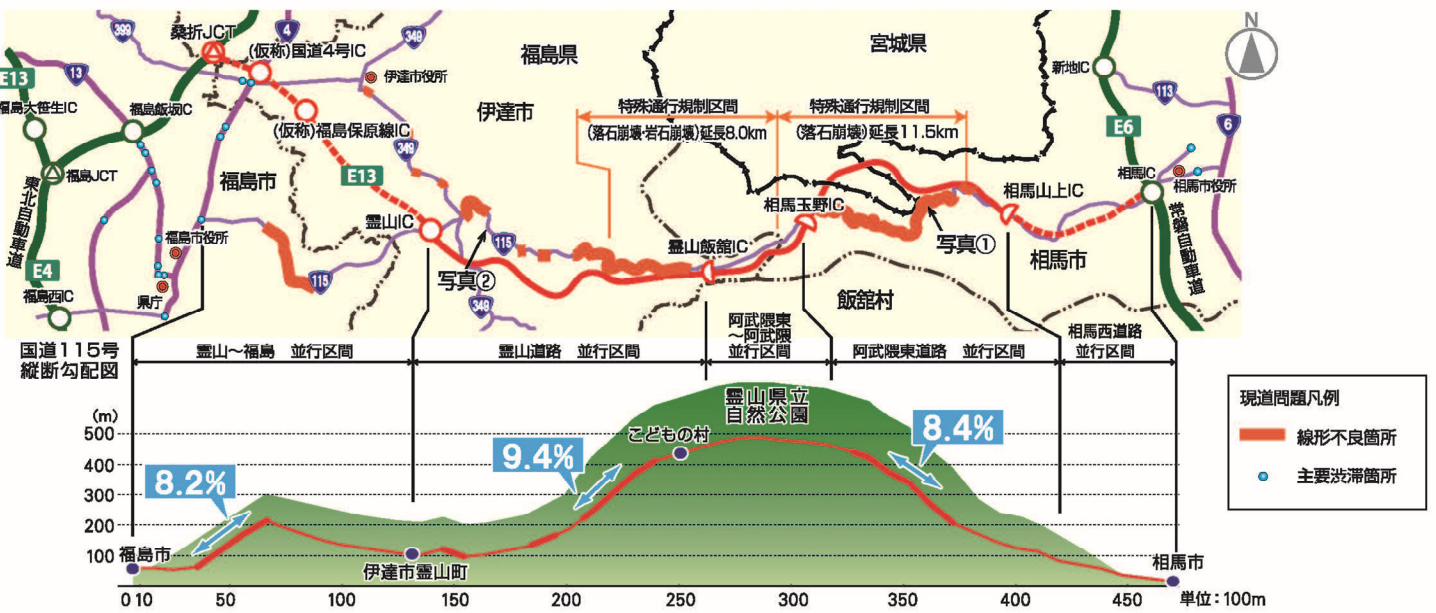 399
4
349
桑折JCT
(仮称)国道4号IC
福島県
宮城県
N
E13
13
伊達市役所
新地IC
福島大笹生IC
福島飯坂IC
伊達市
特殊通行規制区間
特殊通行規制区間
113
(仮称)福島保原線IC
(落石崩壊・岩石崩壊)延長8.0km
(落石崩壊)延長11.5km
E6
6
349
福島JCT
E13
相馬IC
相馬市役所
福島市
相馬山上IC
東北自動車道
霊山IC
相馬玉野IC
福島市役所
115
霊山飯舘IC
写真①
相馬市
常磐自動車道
E4
写真②
115
県庁
福島西IC
349
飯舘村
国道115号
縦断勾配図
霊山~福島 並行区間
霊山道路 並行区間
阿武隈東
~阿武隈
並行区間
阿武隈東道路 並行区間
相馬西道路
並行区間
(m)
霊山県立
自然公園
現道問題凡例
線形不良箇所
主要渋滞箇所
500
400
300
200
100
こどもの村
8.2%
9.4%
8.4%
福島市
伊達市霊山町
相馬市
0 10 50 100 150 200 250 300 350 400 450 単位:100m